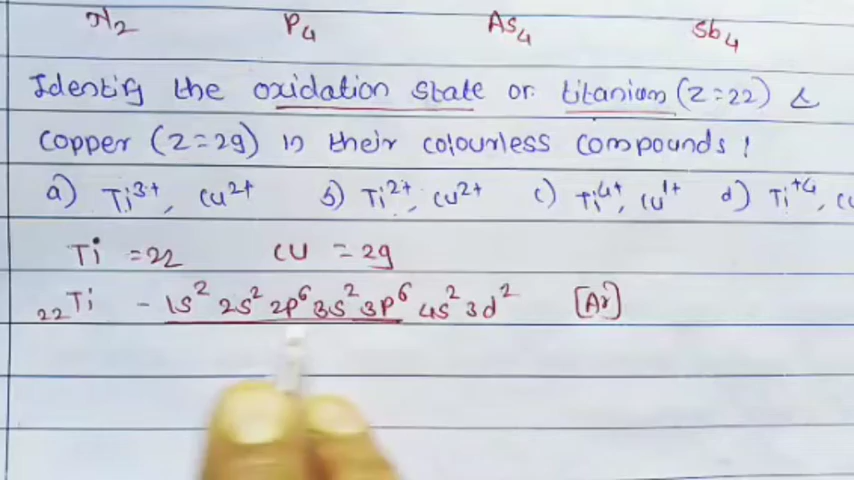 N₂ P₄ As₄ Sb₄
Identify the oxidation state or titanium (Z=22) &
Copper (Z=29) in their colourless compounds!
a) Ti³⁺, Cu²⁺ b) Ti²⁺, Cu²⁺ c) Ti⁴⁺, Cu¹⁺ d) Ti⁺⁴,
Ti =22 Cu =29
₂₂Ti - 1s² 2s² 2p⁶ 3s² 3p⁶ 4s² 3d² [Ar]